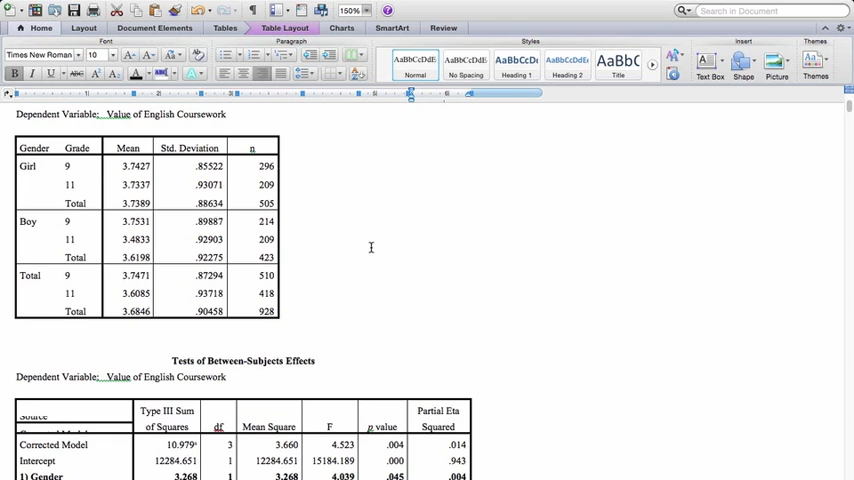 150%
Search in Document
Home Layout Document Elements Tables Table Layout Charts SmartArt Review
Font Paragraph Styles Insert Themes
Times New Roman 10
AaBbCcDdE AaBbCcDdE AaBbCcDc AaBbCcDdE AaBbC
Normal No Spacing Heading 1 Heading 2 Title
Text Box Shape Picture Themes
B I U ABC
Dependent Variable: Value of English Coursework
Gender Grade Mean Std. Deviation n
Girl 9 3.7427 .85522 296
11 3.7337 .93071 209
Total 3.7389 .88634 505
Boy 9 3.7531 .89887 214
11 3.4833 .92903 209
Total 3.6198 .92275 423
Total 9 3.7471 .87294 510
11 3.6085 .93718 418
Total 3.6846 .90458 928
Tests of Between-Subjects Effects
Dependent Variable: Value of English Coursework
Source Type III Sum of Squares df Mean Square F p value Partial Eta Squared
Corrected Model 10.979ª 3 3.660 4.523 .004 .014
Intercept 12284.651 1 12284.651 15184.189 .000 .943
1) Gender 3.268 1 3.268 4.039 .045 .004